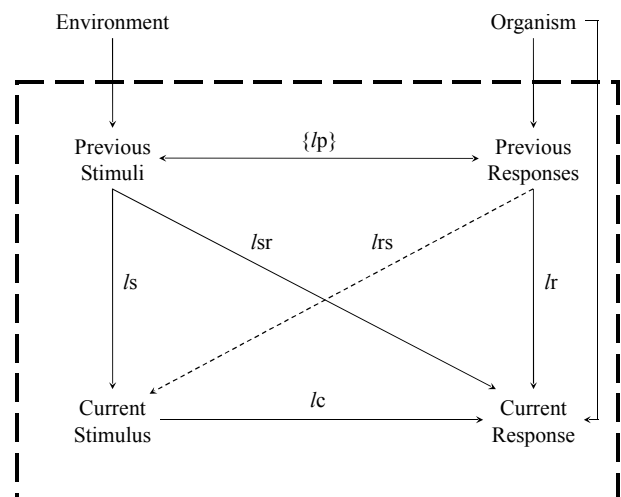 Environment
Organism
Previous
Stimuli
{lp}
Previous
Responses
lsr
lrs
ls
lr
Current
Stimulus
lc
Current
Response